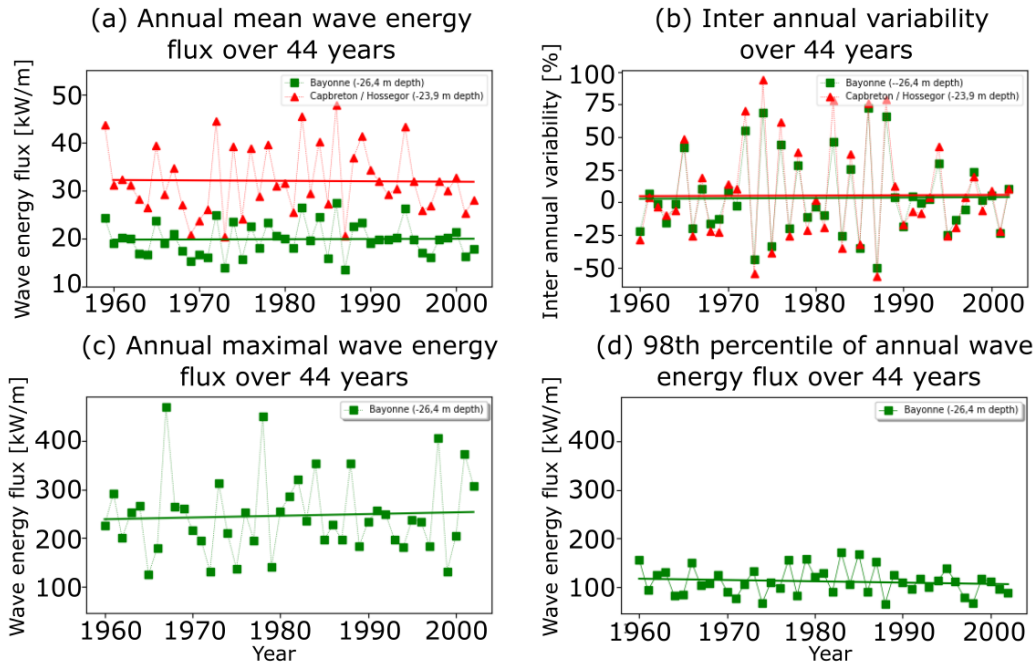 (a) Annual mean wave energy
flux over 44 years
Wave energy flux [kW/m]
50
40
30
20
10
Bayonne (-26,4 m depth)
Capbreton / Hossegor (-23,9 m depth)
1960 1970 1980 1990 2000
(b) Inter annual variability
over 44 years
Inter annual variability [%]
100
75
50
25
0
-25
-50
Bayonne (--26,4 m depth)
Capbreton / Hossegor (-23,9 m depth)
1960 1970 1980 1990 2000
(c) Annual maximal wave energy
flux over 44 years
Wave energy flux [kW/m]
400
300
200
100
Bayonne (-26,4 m depth)
1960 1970 1980 1990 2000
Year
(d) 98th percentile of annual wave
energy flux over 44 years
Wave energy flux [kW/m]
400
300
200
100
Bayonne (-26,4 m depth)
1960 1970 1980 1990 2000
Year